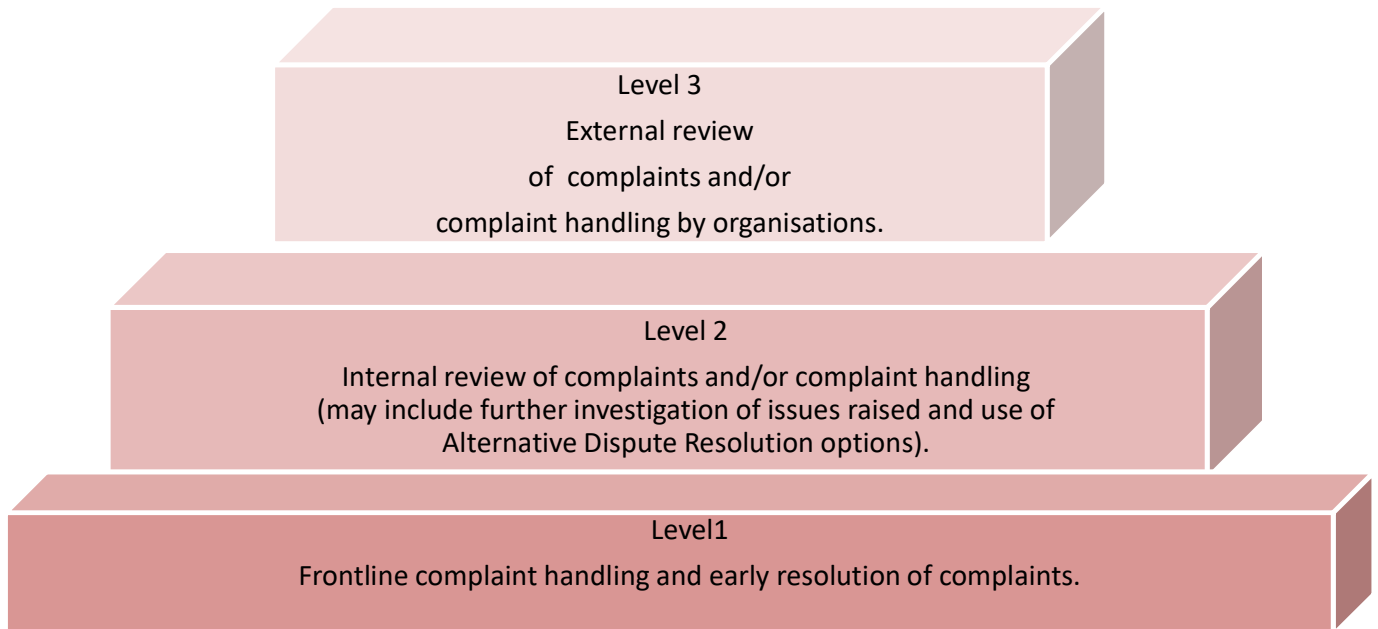 Level 3
External review
of  complaints and/or
complaint handling by organisations.
Level 2
Internal review of complaints and/or complaint handling
(may include further investigation of issues raised and use of
Alternative Dispute Resolution options).
Level1
Frontline complaint handling and early resolution of complaints.